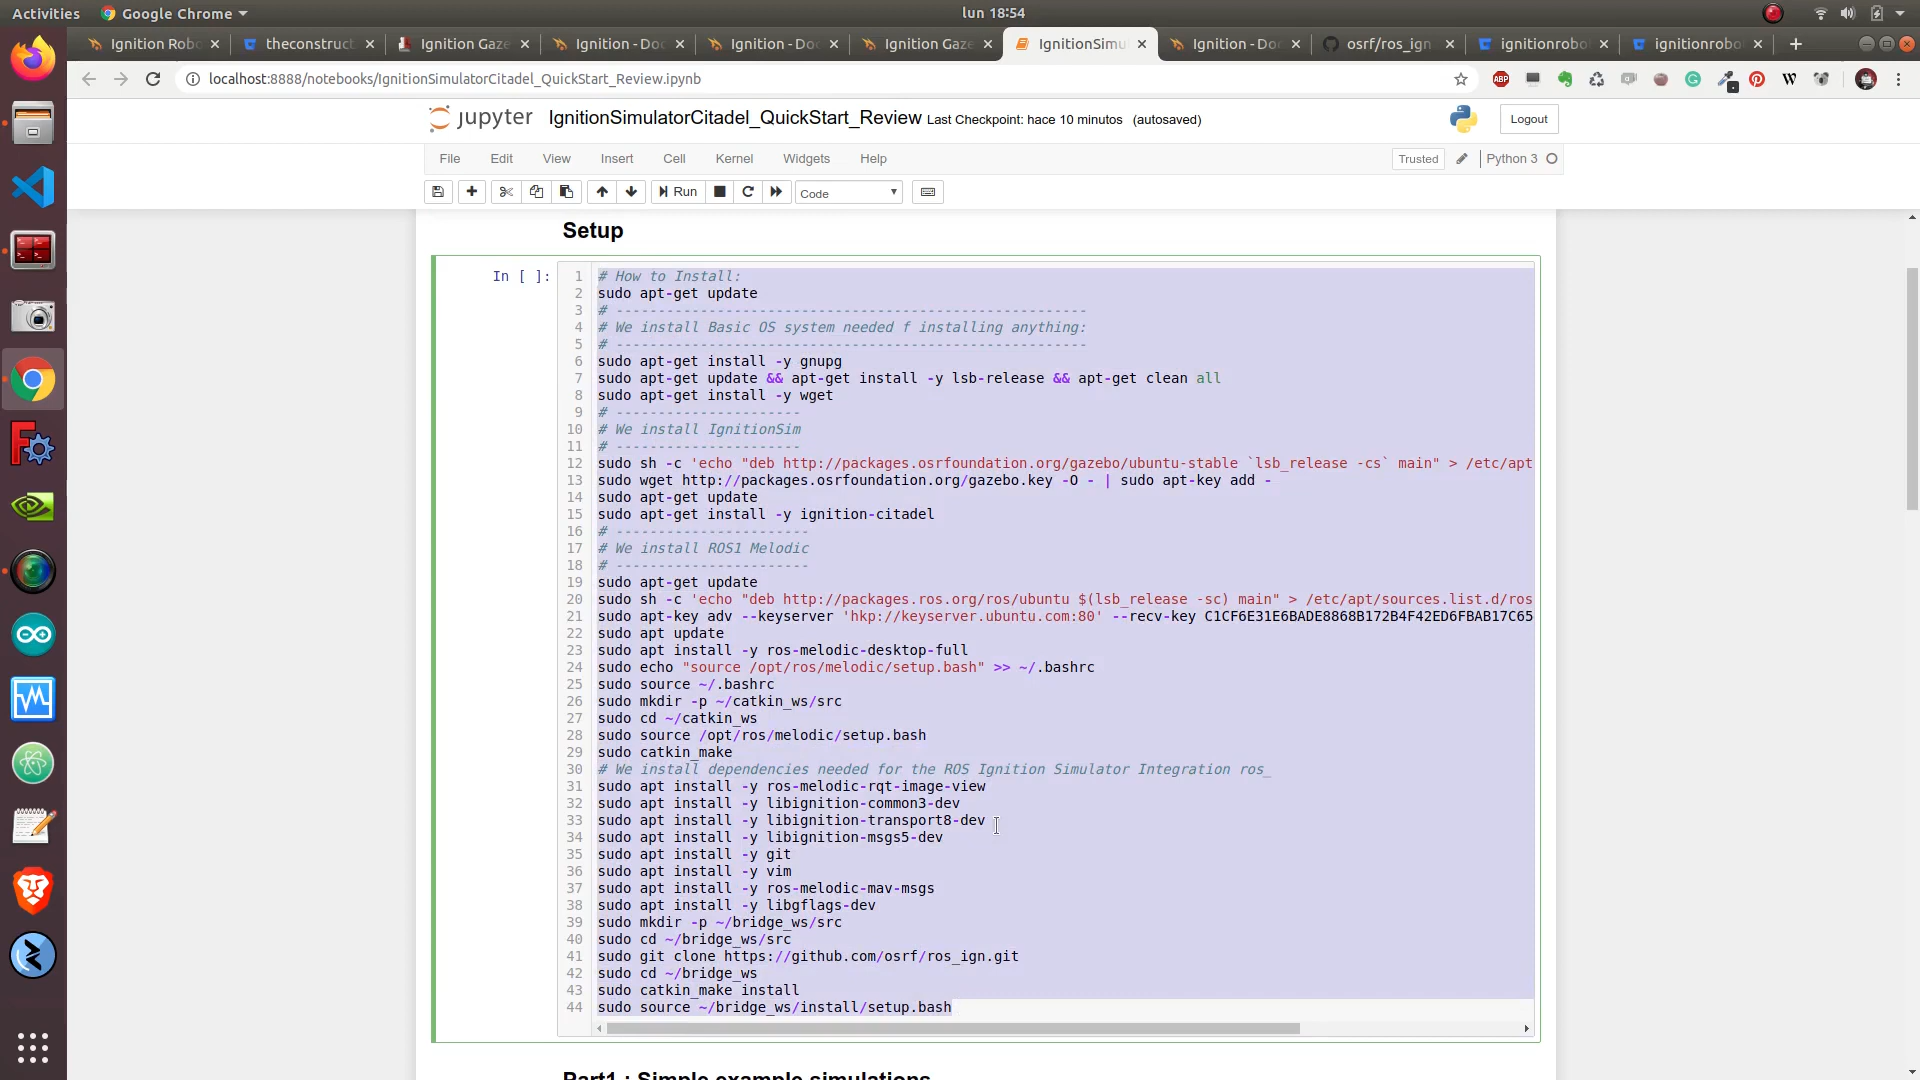 Activities Google Chrome lun 18:54
Ignition Robo theconstruct Ignition Gaze Ignition - Doc Ignition - Doc Ignition Gaze IgnitionSimu Ignition - Doc osrf/ros_ign ignitionrobo ignitionrobo
localhost:8888/notebooks/IgnitionSimulatorCitadel_QuickStart_Review.ipynb
jupyter IgnitionSimulatorCitadel_QuickStart_Review Last Checkpoint: hace 10 minutos (autosaved) Logout
File Edit View Insert Cell Kernel Widgets Help Trusted Python 3
Run Code
Setup
In [ ]:
1 # How to Install:
2 sudo apt-get update
3 # --------------------------------------------------------
4 # We install Basic OS system needed f installing anything:
5 # --------------------------------------------------------
6 sudo apt-get install -y gnupg
7 sudo apt-get update && apt-get install -y lsb-release && apt-get clean all
8 sudo apt-get install -y wget
9 # ----------------------
10 # We install IgnitionSim
11 # ----------------------
12 sudo sh -c 'echo "deb http://packages.osrfoundation.org/gazebo/ubuntu-stable `lsb_release -cs` main" > /etc/apt
13 sudo wget http://packages.osrfoundation.org/gazebo.key -O - | sudo apt-key add -
14 sudo apt-get update
15 sudo apt-get install -y ignition-citadel
16 # -----------------------
17 # We install ROS1 Melodic
18 # -----------------------
19 sudo apt-get update
20 sudo sh -c 'echo "deb http://packages.ros.org/ros/ubuntu $(lsb_release -sc) main" > /etc/apt/sources.list.d/ros
21 sudo apt-key adv --keyserver 'hkp://keyserver.ubuntu.com:80' --recv-key C1CF6E31E6BADE8868B172B4F42ED6FBAB17C65
22 sudo apt update
23 sudo apt install -y ros-melodic-desktop-full
24 sudo echo "source /opt/ros/melodic/setup.bash" >> ~/.bashrc
25 sudo source ~/.bashrc
26 sudo mkdir -p ~/catkin_ws/src
27 sudo cd ~/catkin_ws
28 sudo source /opt/ros/melodic/setup.bash
29 sudo catkin_make
30 # We install dependencies needed for the ROS Ignition Simulator Integration ros_
31 sudo apt install -y ros-melodic-rqt-image-view
32 sudo apt install -y libignition-common3-dev
33 sudo apt install -y libignition-transport8-dev
34 sudo apt install -y libignition-msgs5-dev
35 sudo apt install -y git
36 sudo apt install -y vim
37 sudo apt install -y ros-melodic-mav-msgs
38 sudo apt install -y libgflags-dev
39 sudo mkdir -p ~/bridge_ws/src
40 sudo cd ~/bridge_ws/src
41 sudo git clone https://github.com/osrf/ros_ign.git
42 sudo cd ~/bridge_ws
43 sudo catkin_make install
44 sudo source ~/bridge_ws/install/setup.bash
Part1 : Simple example simulations